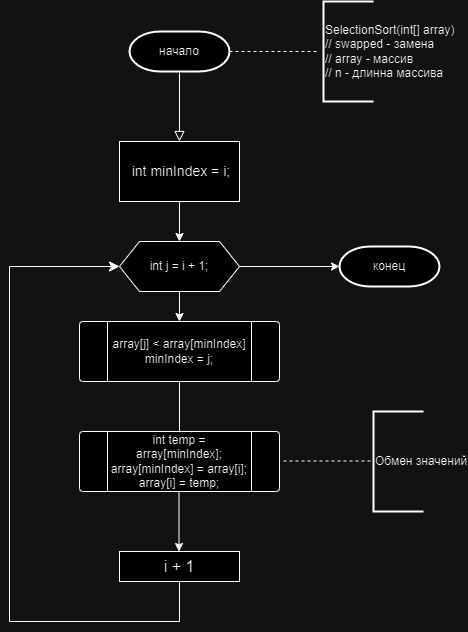 SelectionSort(int[] array)
// swapped - замена
// array - массив
// n - длинна массива
начало
int minIndex = i;
int j = i + 1;
конец
array[j] < array[minIndex]
minIndex = j;
int temp =
array[minIndex];
array[minIndex] = array[i];
array[i] = temp;
Обмен значений
i + 1